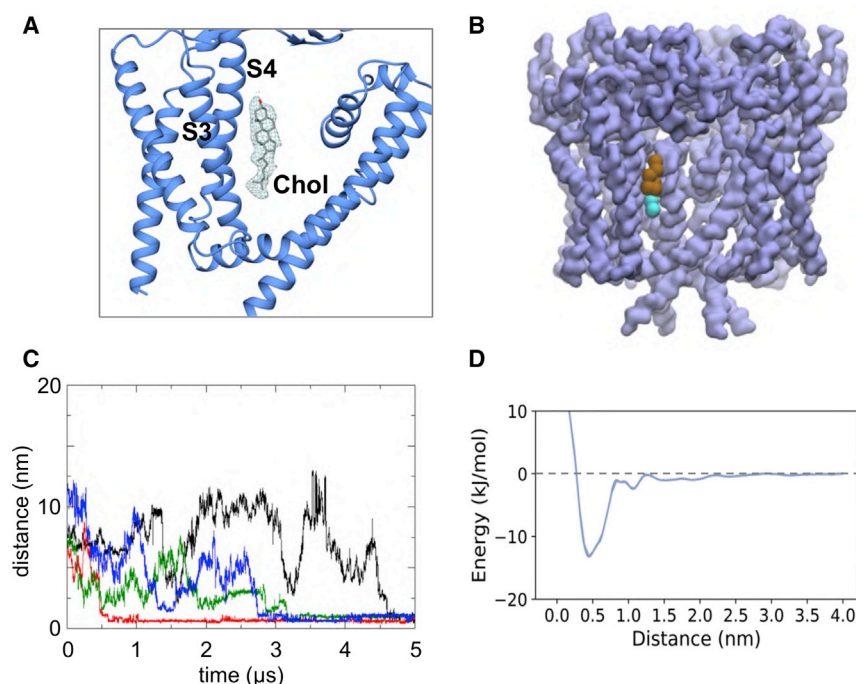 A
S4
S3
Chol
B
C
20
10
0
distance (nm)
0 1 2 3 4 5
time (µs)
D
10
0
−10
−20
Energy (kJ/mol)
0.0 0.5 1.0 1.5 2.0 2.5 3.0 3.5 4.0
Distance (nm)